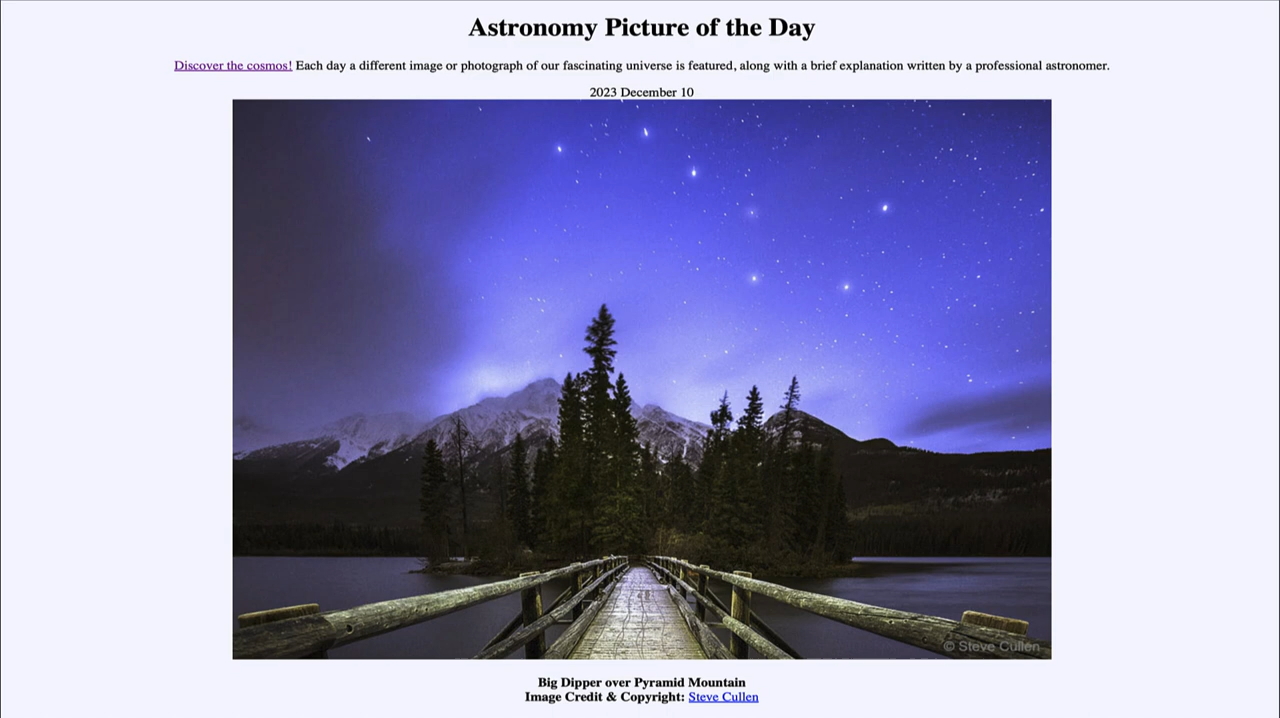 Astronomy Picture of the Day
Discover the cosmos! Each day a different image or photograph of our fascinating universe is featured, along with a brief explanation written by a professional astronomer.
2023 December 10
© Steve Cullen
Big Dipper over Pyramid Mountain
Image Credit & Copyright: Steve Cullen